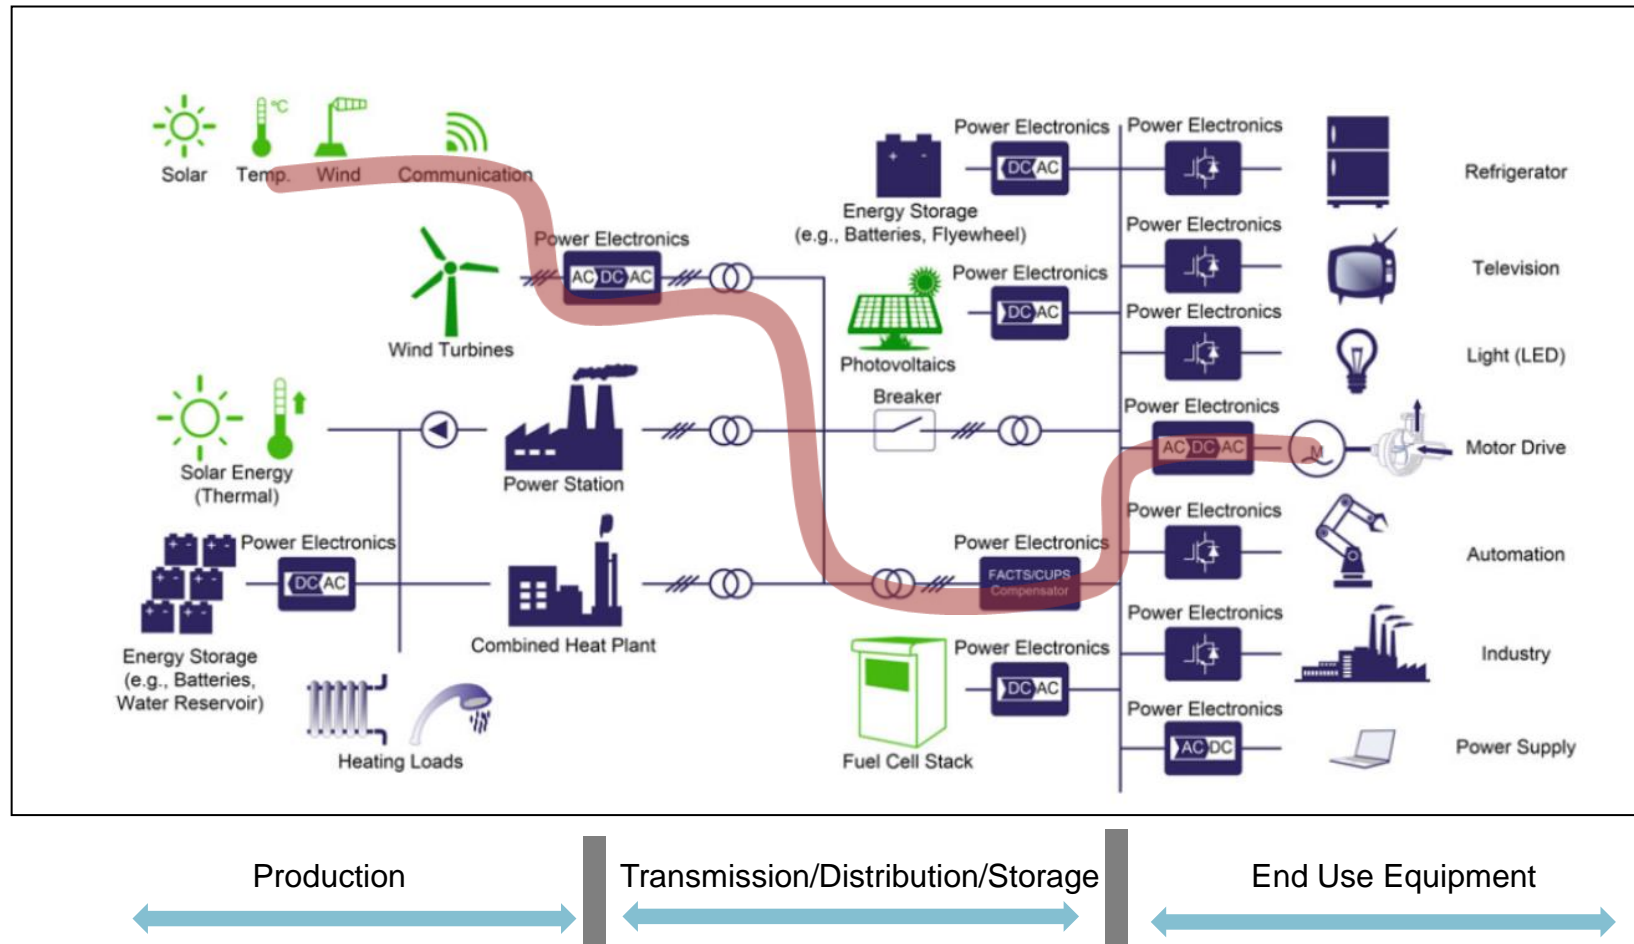 °C
Solar
Temp.
Wind
Communication
Power Electronics
AC DC AC
Wind Turbines
Solar Energy
(Thermal)
Power Station
Power Electronics
DC AC
Energy Storage
(e.g., Batteries,
Water Reservoir)
Combined Heat Plant
Heating Loads
Power Electronics
+ -
DC AC
Energy Storage
(e.g., Batteries, Flywheel)
Power Electronics
DC AC
Photovoltaics
Breaker
Power Electronics
FACTS/CUPS
Compensator
Power Electronics
DC AC
Fuel Cell Stack
Power Electronics
Refrigerator
Power Electronics
Television
Power Electronics
Light (LED)
Power Electronics
AC DC AC
M
Motor Drive
Power Electronics
Automation
Power Electronics
Industry
Power Electronics
AC DC
Power Supply
Production
Transmission/Distribution/Storage
End Use Equipment